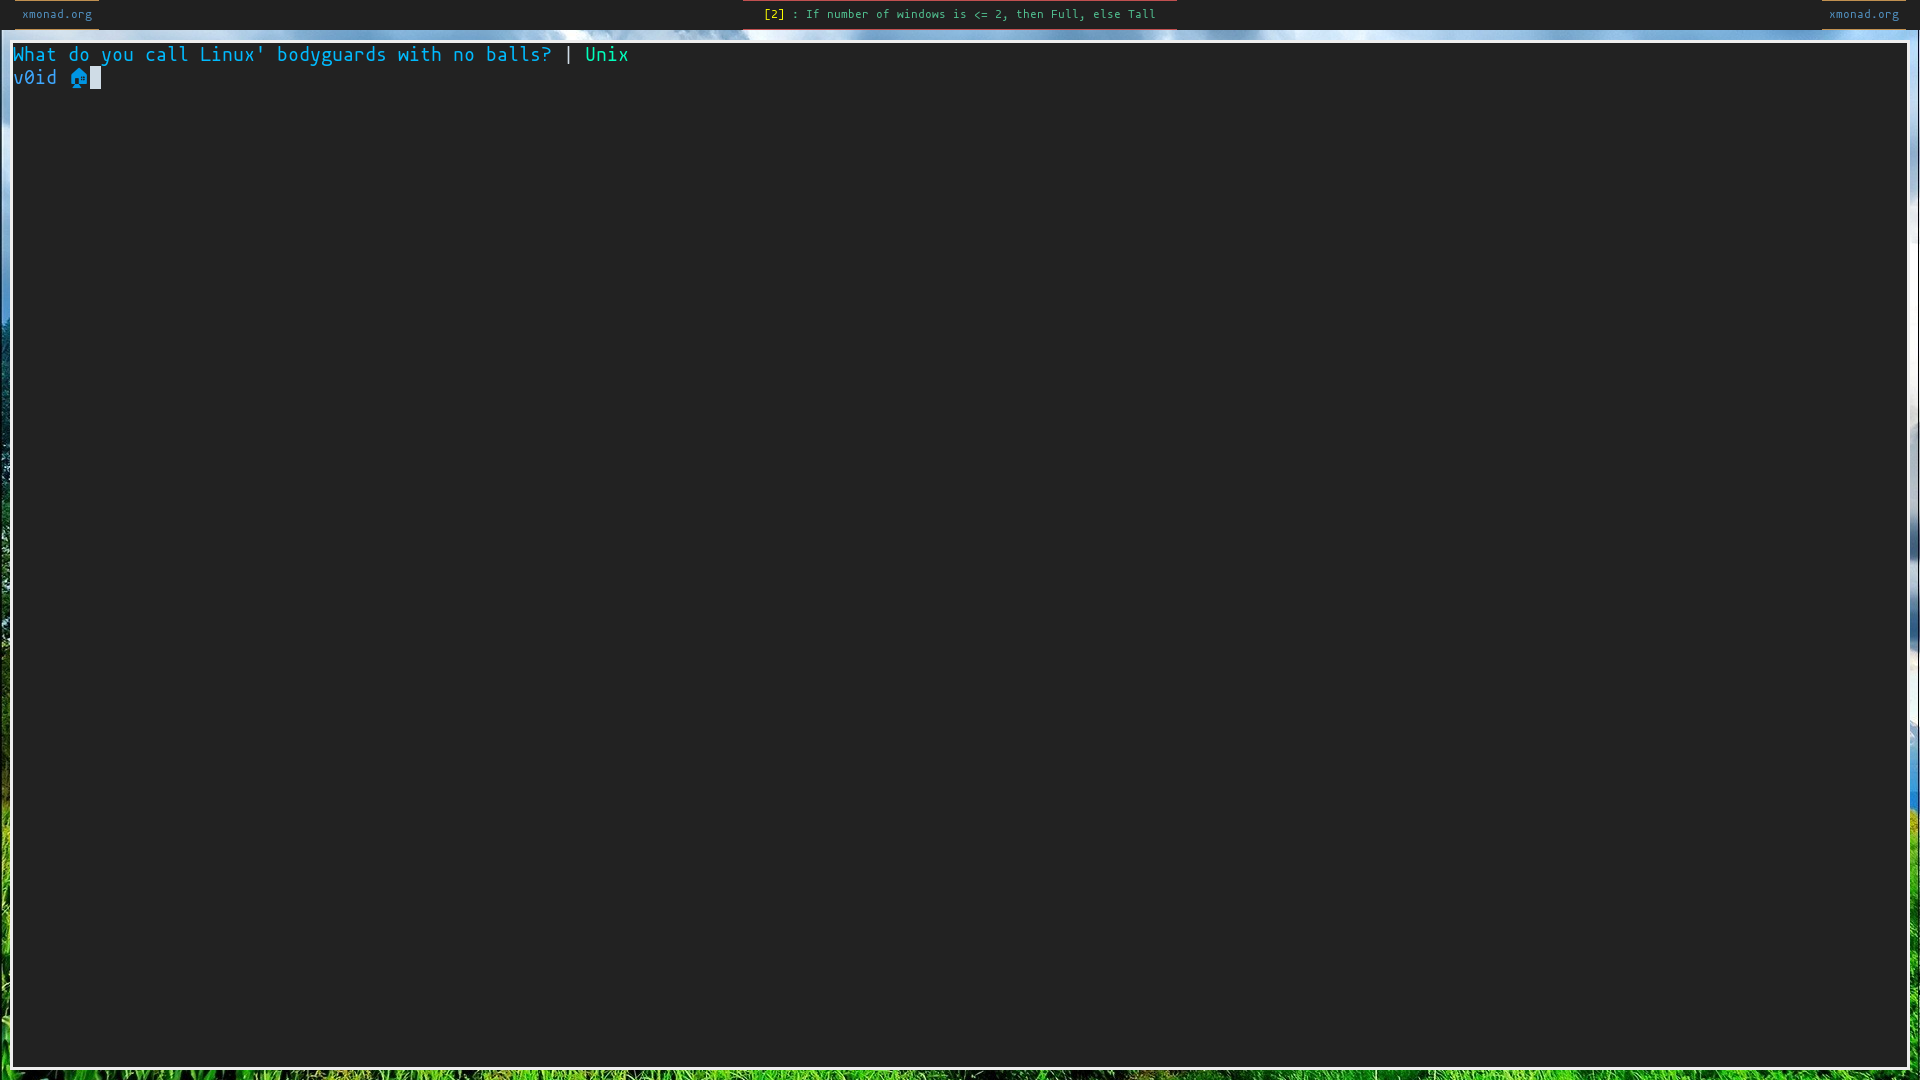 xmonad.org
[2] : If number of windows is <= 2, then Full, else Tall
xmonad.org
What do you call Linux' bodyguards with no balls? | Unix
v0id